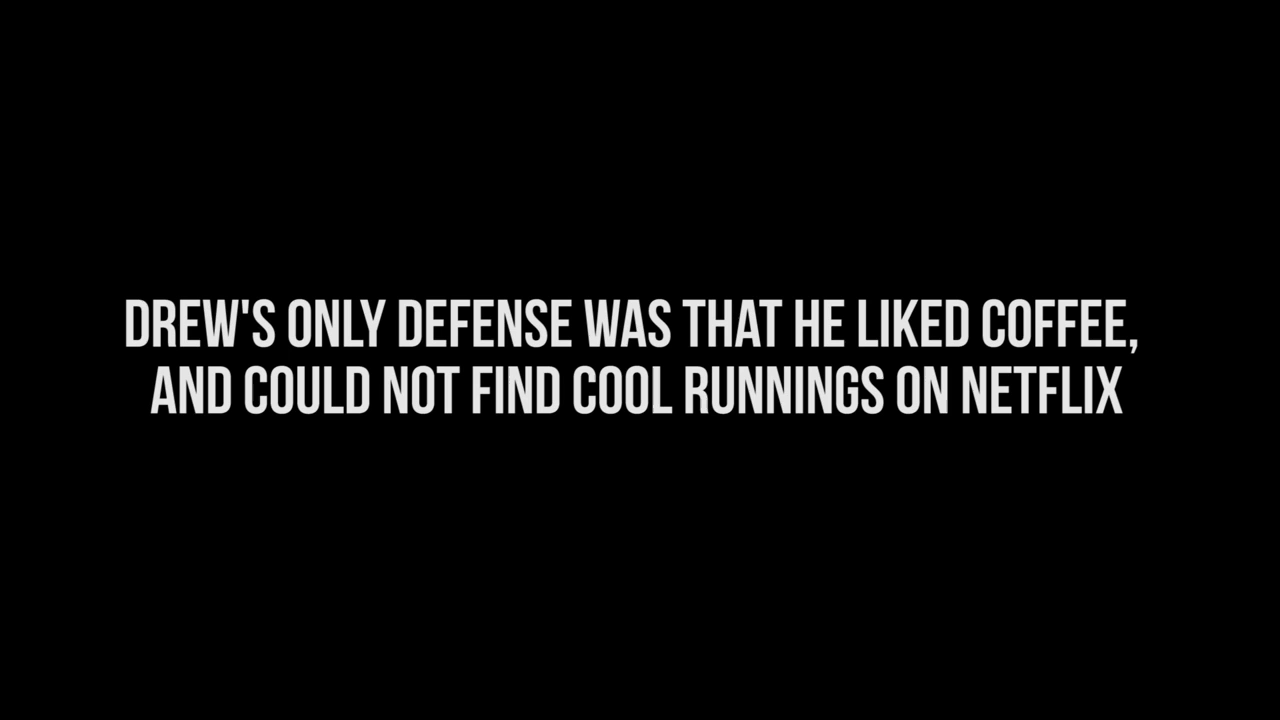 DREW'S ONLY DEFENSE WAS THAT HE LIKED COFFEE,
AND COULD NOT FIND COOL RUNNINGS ON NETFLIX